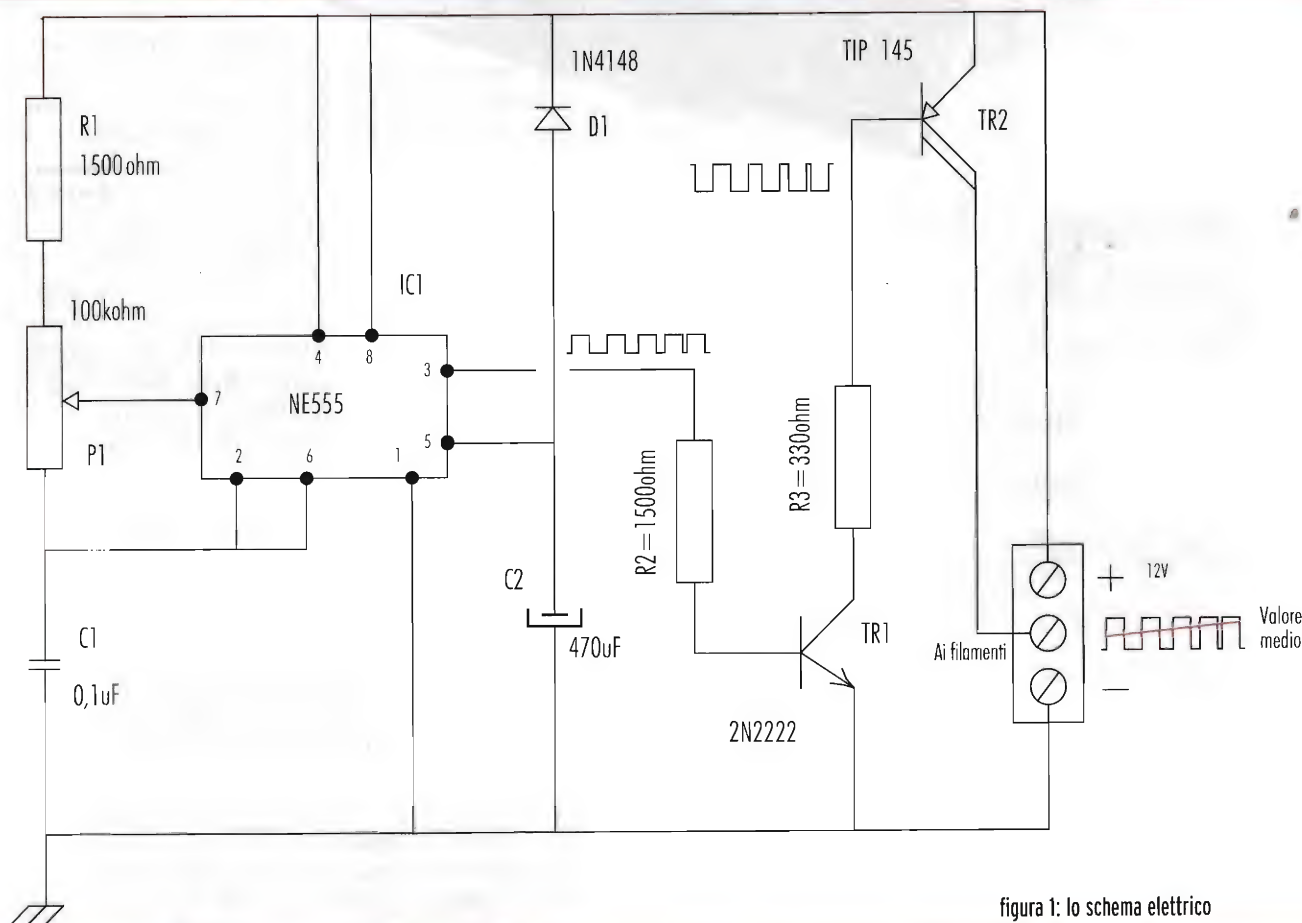 1N4148
TIP 145
R1
1500ohm
D1
TR2
100kohm
IC1
4
8
3
7
NE555
5
P1
2
6
1
R2=1500ohm
R3=330ohm
C2
470uF
C1
0,1uF
TR1
2N2222
+ 12V
Ai filamenti
Valore
medio
—
figura 1: lo schema elettrico